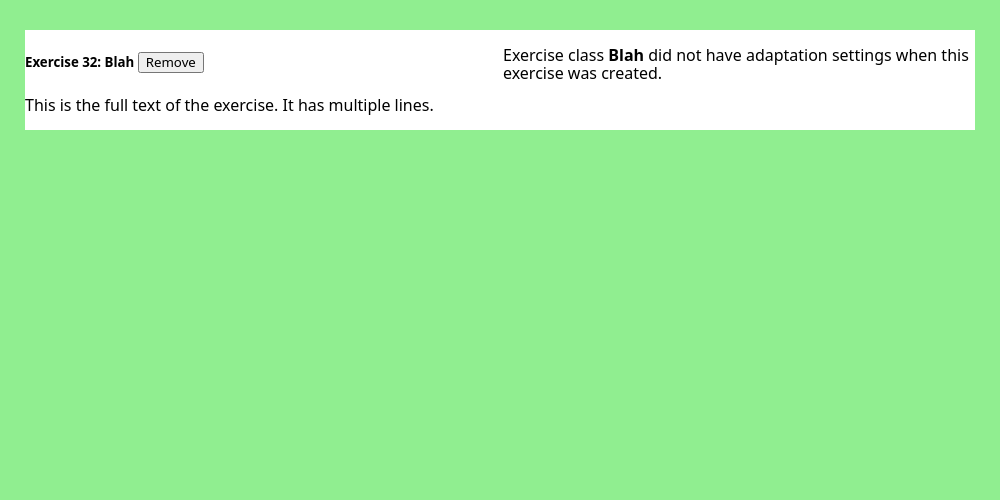 Exercise 32: Blah Remove
This is the full text of the exercise. It has multiple lines.
Exercise class Blah did not have adaptation settings when this
exercise was created.